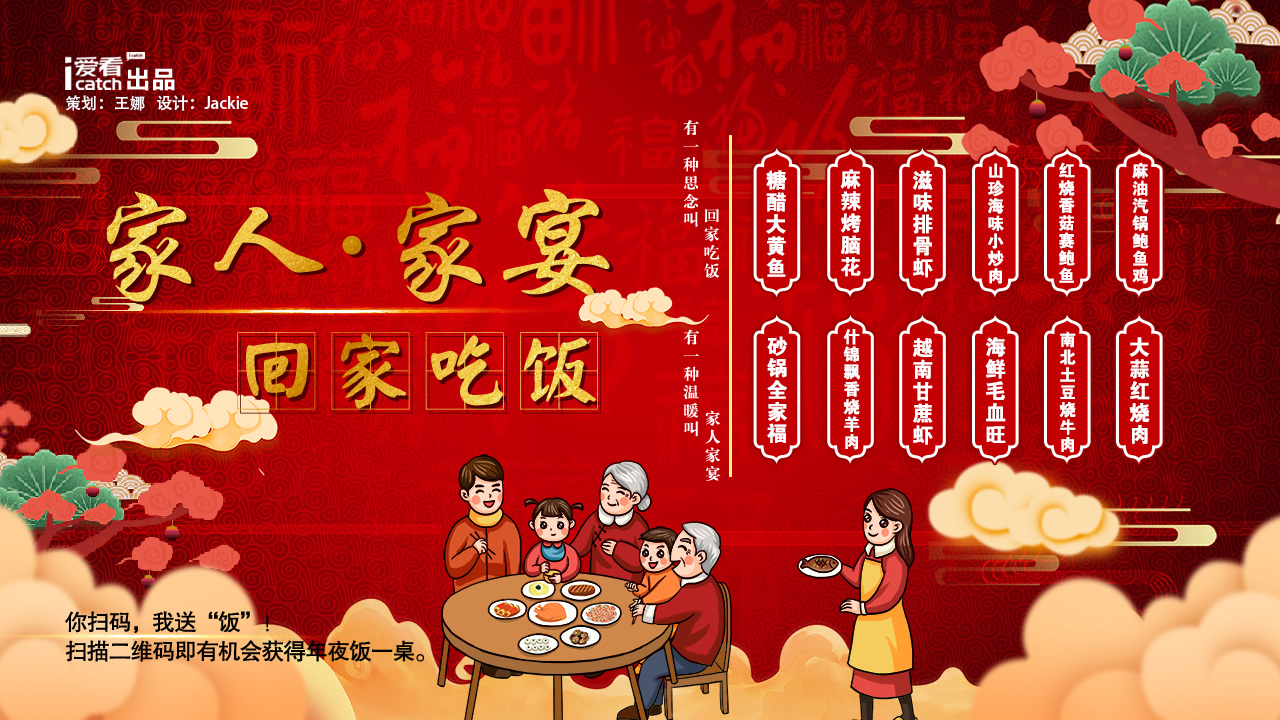 i爱看 i catch
catch 出品
策划：王娜 设计：Jackie
家人·家宴
回家吃饭
有一种思念叫
回家吃饭
有一种温暖叫
家人家宴
糖醋大黄鱼
麻辣烤脑花
滋味排骨虾
山珍海味小炒肉
红烧香菇赛鲍鱼
麻油汽锅鲍鱼鸡
砂锅全家福
什锦飘香烧羊肉
越南甘蔗虾
海鲜毛血旺
南北土豆烧牛肉
大蒜红烧肉
你扫码，我送“饭”！
扫描二维码即有机会获得年夜饭一桌。